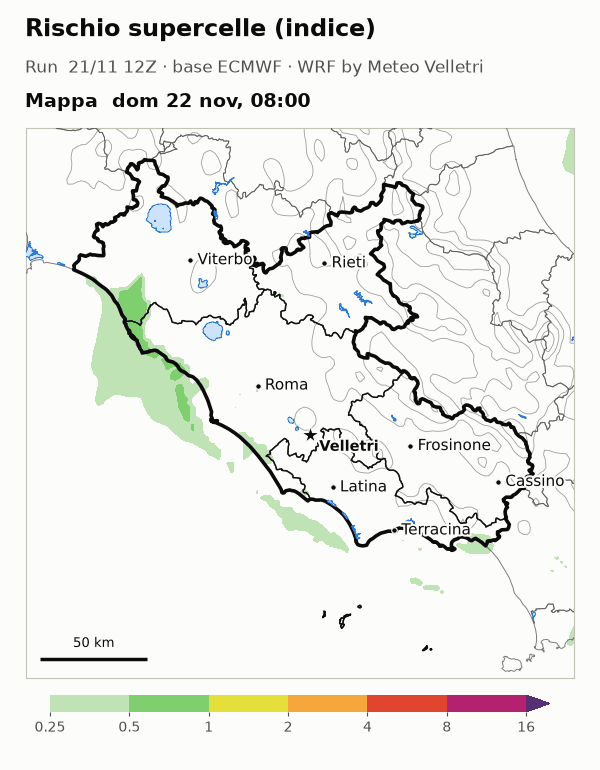 Rischio supercelle (indice)
Run  21/11 12Z · base ECMWF · WRF by Meteo Velletri
Mappa  dom 22 nov, 08:00
Viterbo
Rieti
Roma
Velletri
Frosinone
Cassino
Latina
Terracina
50 km
0.25 0.5 1 2 4 8 16